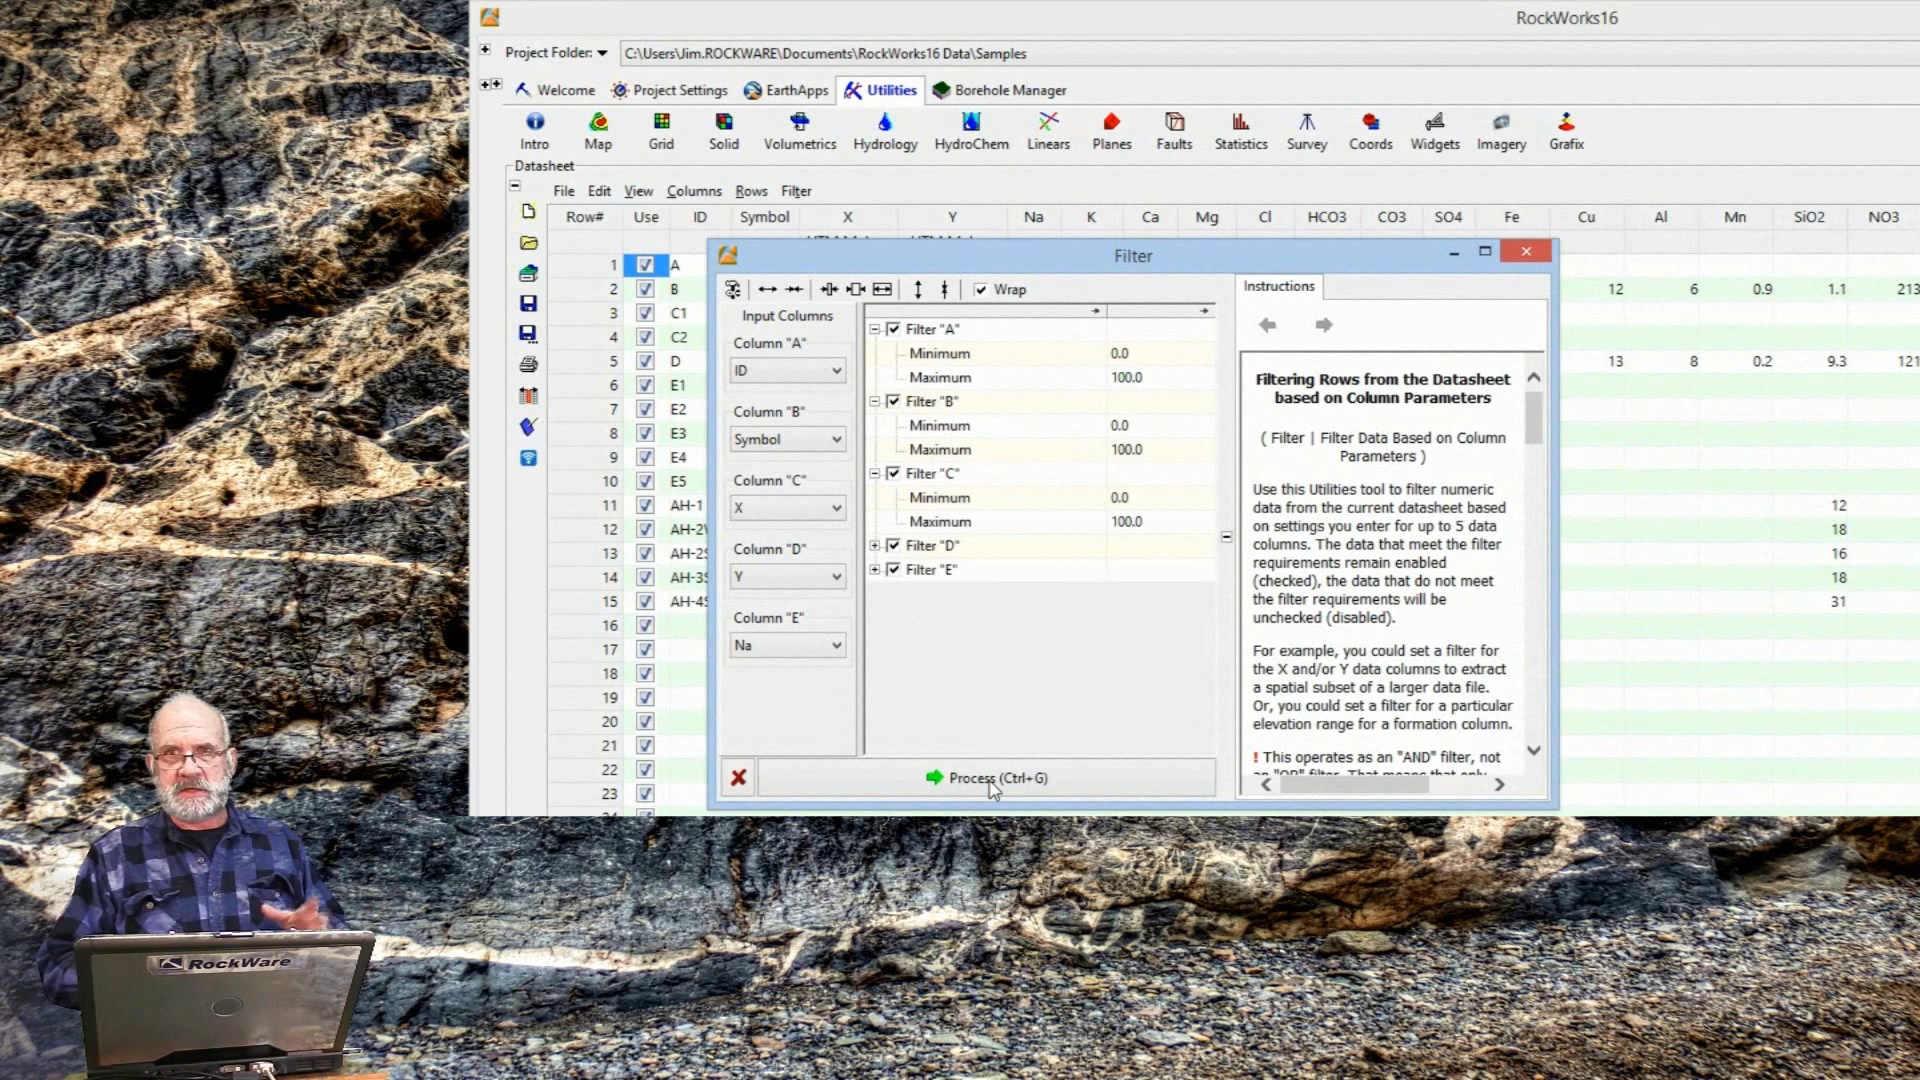 RockWorks16
Project Folder:
C:\Users\Jim.ROCKWARE\Documents\RockWorks16 Data\Samples
Welcome
Project Settings
EarthApps
Utilities
Borehole Manager
Intro
Map
Grid
Solid
Volumetrics
Hydrology
HydroChem
Linears
Planes
Faults
Statistics
Survey
Coords
Widgets
Imagery
Grafix
Datasheet
File Edit View Columns Rows Filter
Row# Use ID Symbol X Y Na K Ca Mg Cl HCO3 CO3 SO4 Fe Cu Al Mn SiO2 NO3
1 A
2 B 12 6 0.9 1.1 213
3 C1
4 C2
5 D 13 8 0.2 9.3 121
6 E1
7 E2
8 E3
9 E4
10 E5
11 AH-1 12
12 18
13 16
14 18
15 31
16
17
18
19
20
21
22
23
Filter
Wrap
Input Columns
Column "A"
ID
Column "B"
Symbol
Column "C"
X
Column "D"
Y
Column "E"
Na
Filter "A"
Minimum 0.0
Maximum 100.0
Filter "B"
Minimum 0.0
Maximum 100.0
Filter "C"
Minimum 0.0
Maximum 100.0
Filter "D"
Filter "E"
Process (Ctrl+G)
Instructions
Filtering Rows from the Datasheet
based on Column Parameters
( Filter | Filter Data Based on Column
Parameters )
Use this Utilities tool to filter numeric
data from the current datasheet based
on settings you enter for up to 5 data
columns. The data that meet the filter
requirements remain enabled
(checked), the data that do not meet
the filter requirements will be
unchecked (disabled).
For example, you could set a filter for
the X and/or Y data columns to extract
a spatial subset of a larger data file.
Or, you could set a filter for a particular
elevation range for a formation column.
! This operates as an "AND" filter, not
an "OR" filter. That means that only
RockWare